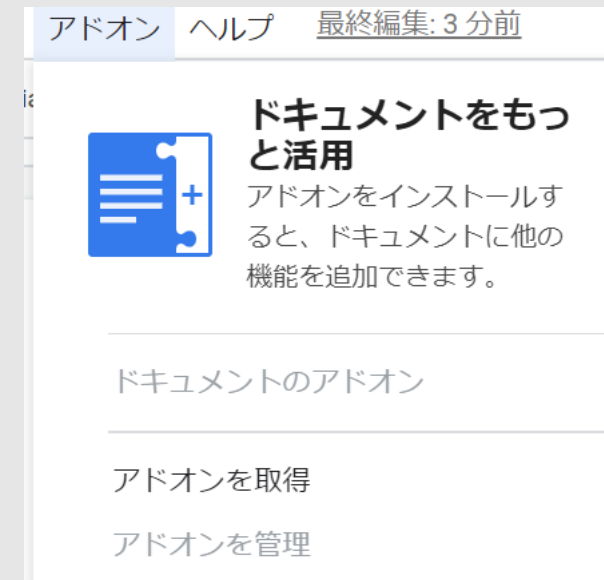 アドオン ヘルプ 最終編集: 3 分前
ドキュメントをもっ
と活用
アドオンをインストールす
ると、ドキュメントに他の
機能を追加できます。
ドキュメントのアドオン
アドオンを取得
アドオンを管理